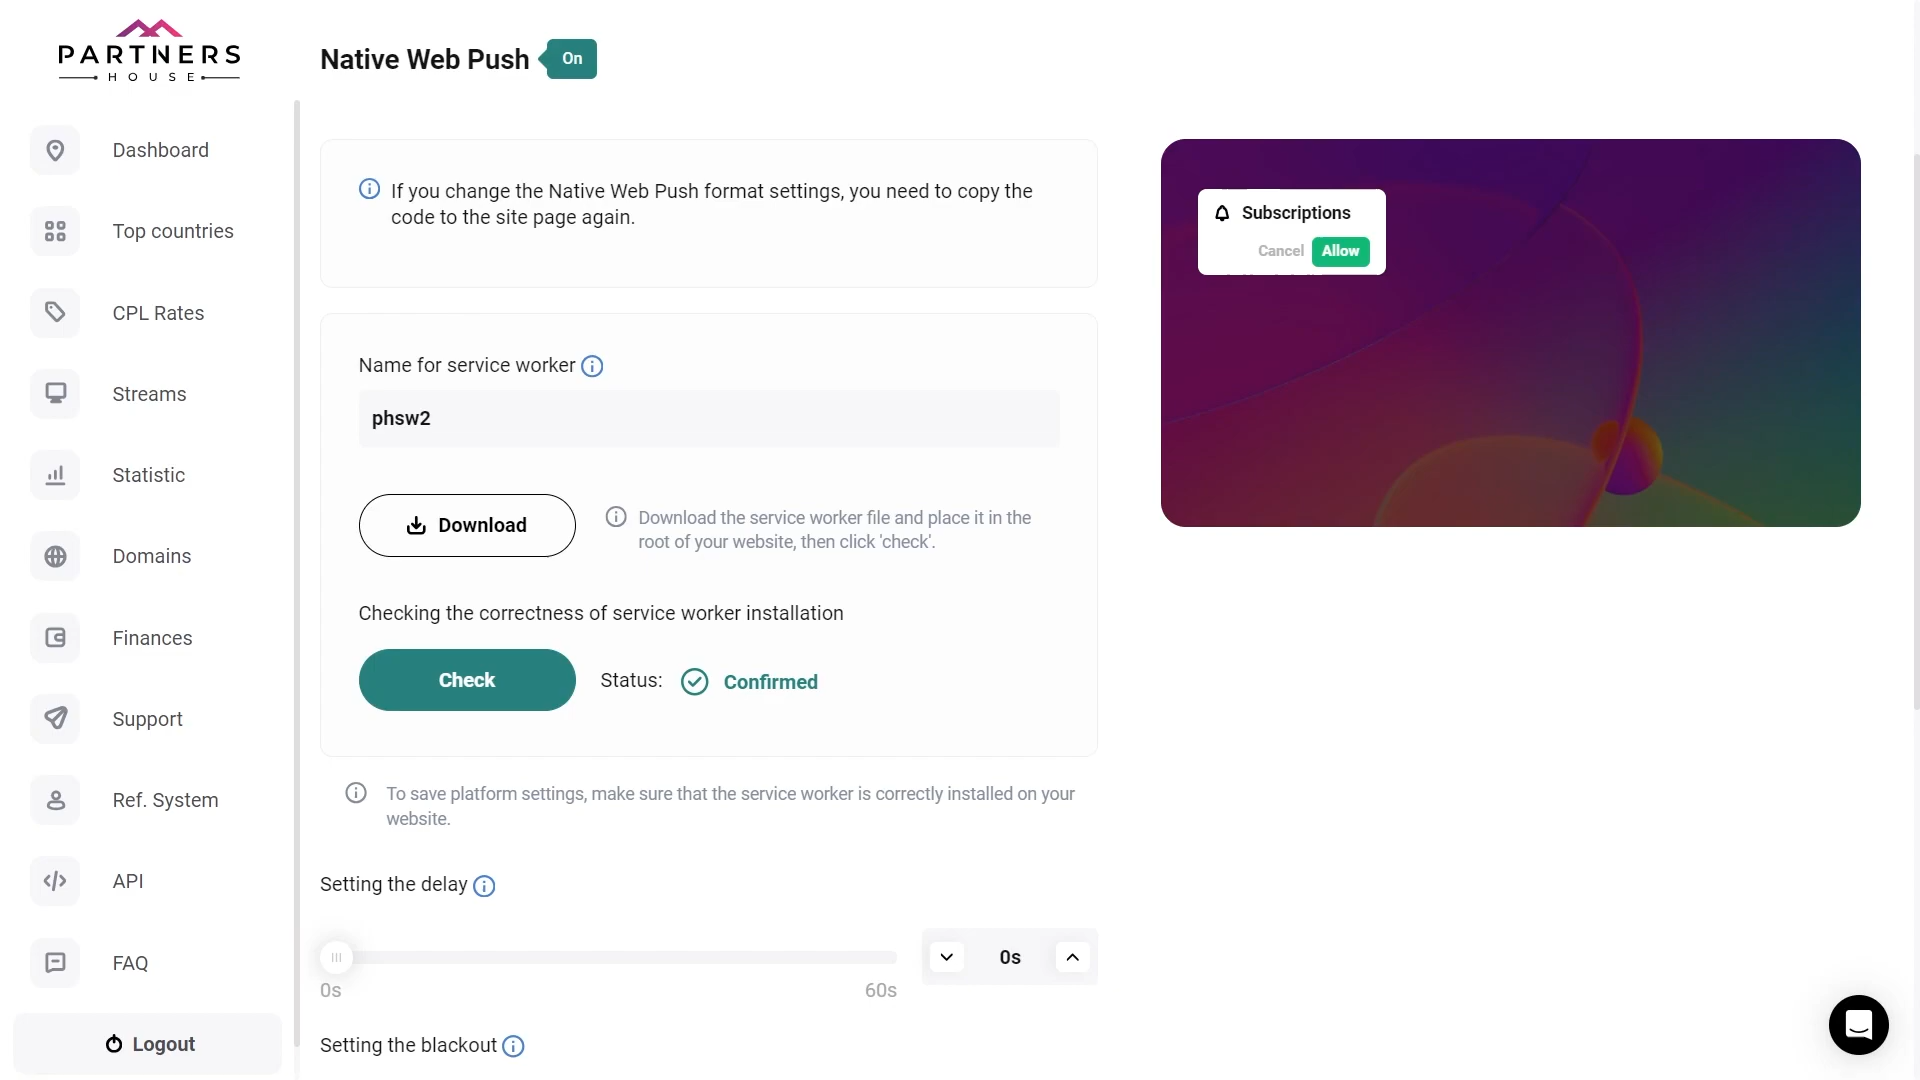 PARTNERS
HOUSE
Native Web Push
On
Dashboard
Top countries
CPL Rates
Streams
Statistic
Domains
Finances
Support
Ref. System
API
FAQ
Logout
If you change the Native Web Push format settings, you need to copy the
code to the site page again.
Name for service worker
phsw2
Download
Download the service worker file and place it in the
root of your website, then click 'check'.
Checking the correctness of service worker installation
Check
Status:
Confirmed
To save platform settings, make sure that the service worker is correctly installed on your
website.
Setting the delay
0s
0s
60s
Setting the blackout
Subscriptions
Cancel
Allow